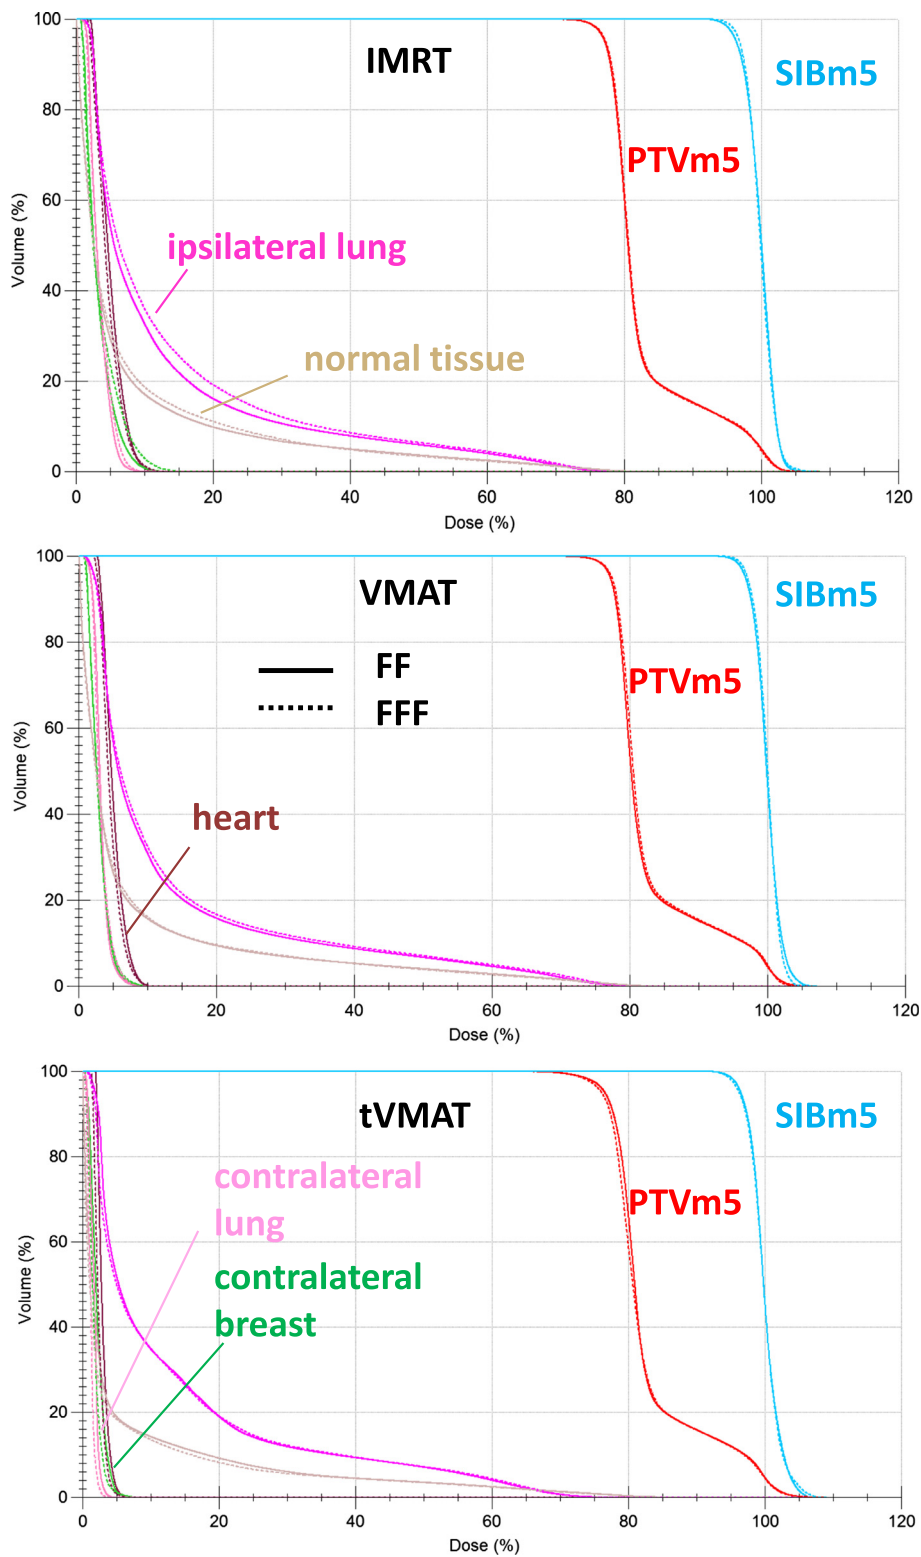 IMRT
SIBm5
PTVm5
ipsilateral lung
normal tissue
Volume (%)
100
80
60
40
20
0
0 20 40 60 80 100 120
Dose (%)
VMAT
SIBm5
FF
FFF
PTVm5
heart
Volume (%)
100
80
60
40
20
0
0 20 40 60 80 100 120
Dose (%)
tVMAT
SIBm5
contralateral
lung
PTVm5
contralateral
breast
Volume (%)
100
80
60
40
20
0
0 20 40 60 80 100 120
Dose (%)